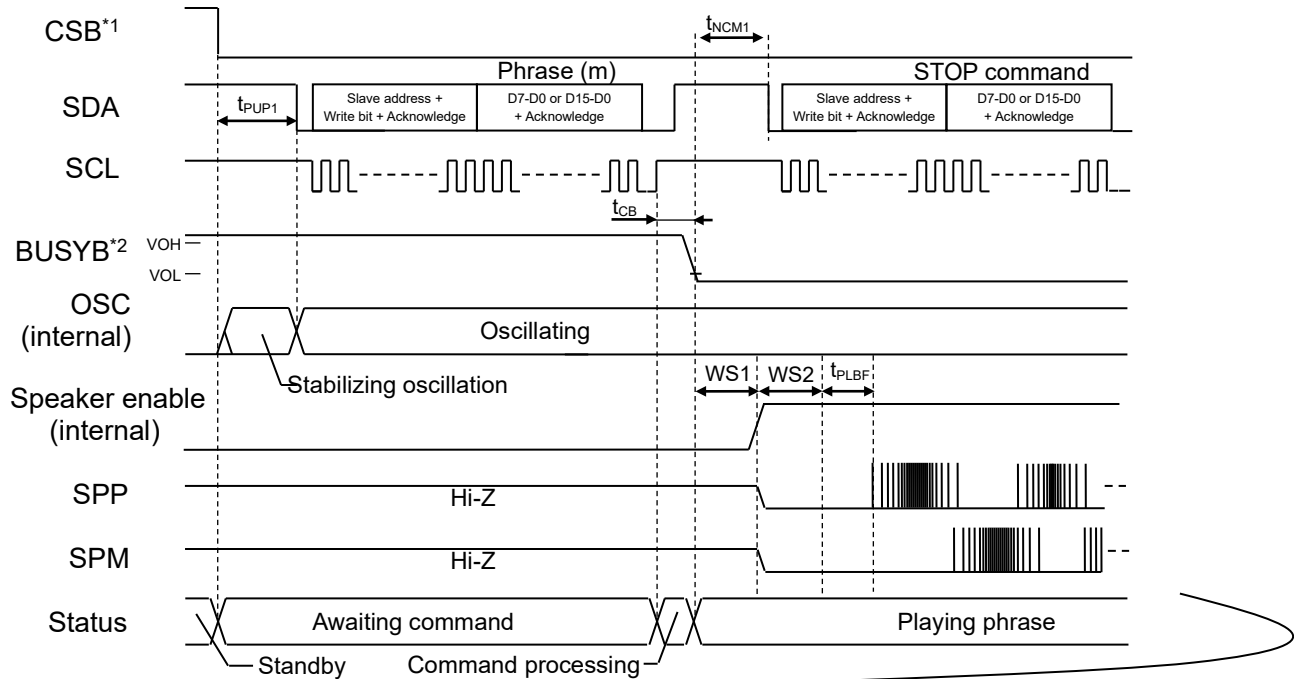 CSB*1
tNCM1
Phrase (m)
STOP command
SDA
tPUP1
Slave address +
Write bit + Acknowledge
D7-D0 or D15-D0
+ Acknowledge
Slave address +
Write bit + Acknowledge
D7-D0 or D15-D0
+ Acknowledge
SCL
tCB
BUSYB*2
VOH
VOL
OSC
(internal)
Oscillating
Stabilizing oscillation
WS1
WS2
tPLBF
Speaker enable
(internal)
SPP
Hi-Z
SPM
Hi-Z
Status
Awaiting command
Playing phrase
Standby
Command processing